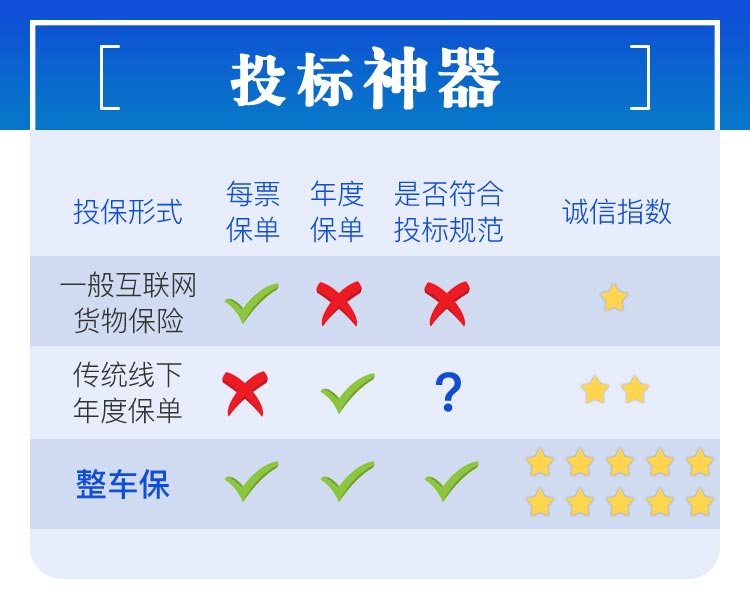 投标神器
投保形式
每票
保单
年度
保单
是否符合
投标规范
诚信指数
一般互联网
货物保险
传统线下
年度保单
?
整车保